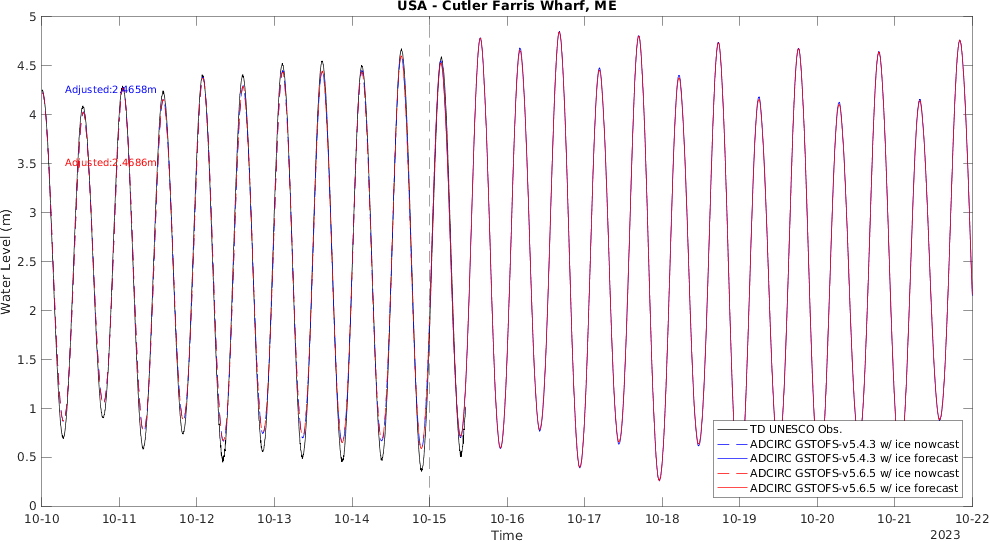 USA - Cutler Farris Wharf, ME
5
4.5
4
3.5
3
2.5
2
1.5
1
0.5
0
Water Level (m)
Adjusted:2.4658m
Adjusted:2.4586m
TD UNESCO Obs.
ADCIRC GSTOFS-v5.4.3 w/ ice nowcast
ADCIRC GSTOFS-v5.4.3 w/ ice forecast
ADCIRC GSTOFS-v5.6.5 w/ ice nowcast
ADCIRC GSTOFS-v5.6.5 w/ ice forecast
10-10 10-11 10-12 10-13 10-14 10-15 10-16 10-17 10-18 10-19 10-20 10-21 10-22
Time
2023